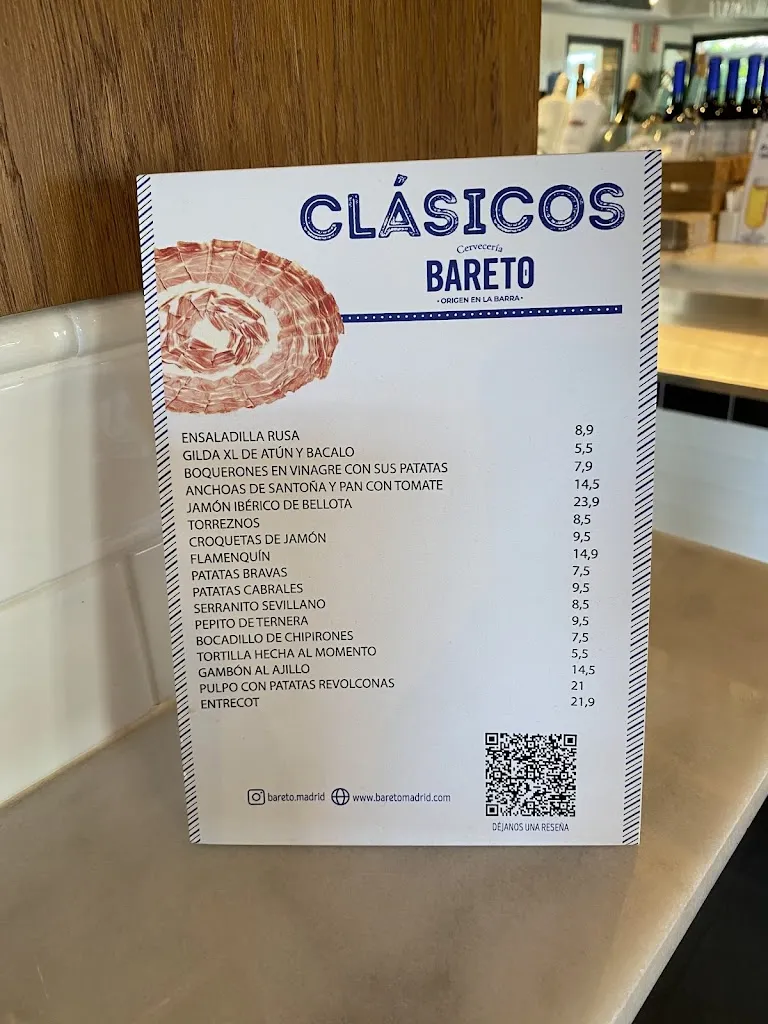 CLÁSICOS
Cervecería
BARETO
• ORIGEN EN LA BARRA •
ENSALADILLA RUSA 8,9
GILDA XL DE ATÚN Y BACALO 5,5
BOQUERONES EN VINAGRE CON SUS PATATAS 7,9
ANCHOAS DE SANTOÑA Y PAN CON TOMATE 14,5
JAMÓN IBÉRICO DE BELLOTA 23,9
TORREZNOS 8,5
CROQUETAS DE JAMÓN 9,5
FLAMENQUÍN 14,9
PATATAS BRAVAS 7,5
PATATAS CABRALES 9,5
SERRANITO SEVILLANO 8,5
PEPITO DE TERNERA 9,5
BOCADILLO DE CHIPIRONES 7,5
TORTILLA HECHA AL MOMENTO 5,5
GAMBÓN AL AJILLO 14,5
PULPO CON PATATAS REVOLCONAS 21
ENTRECOT 21,9
bareto.madrid www.baretomadrid.com
DÉJANOS UNA RESEÑA